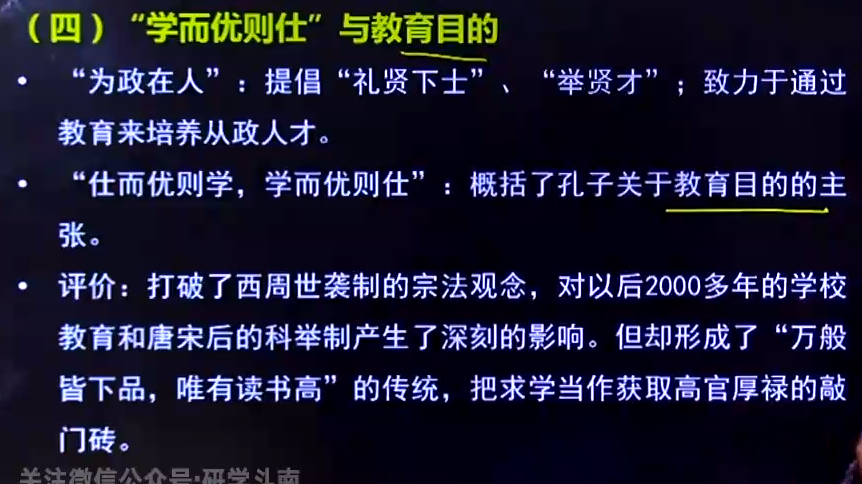 （四）“学而优则仕”与教育目的
• “为政在人”：提倡“礼贤下士”、“举贤才”；致力于通过
教育来培养从政人才。
• “仕而优则学，学而优则仕”：概括了孔子关于教育目的的主
张。
• 评价：打破了西周世袭制的宗法观念，对以后2000多年的学校
教育和唐宋后的科举制产生了深刻的影响。但却形成了“万般
皆下品，唯有读书高”的传统，把求学当作获取高官厚禄的敲
门砖。
关注微信公众号:研学斗南